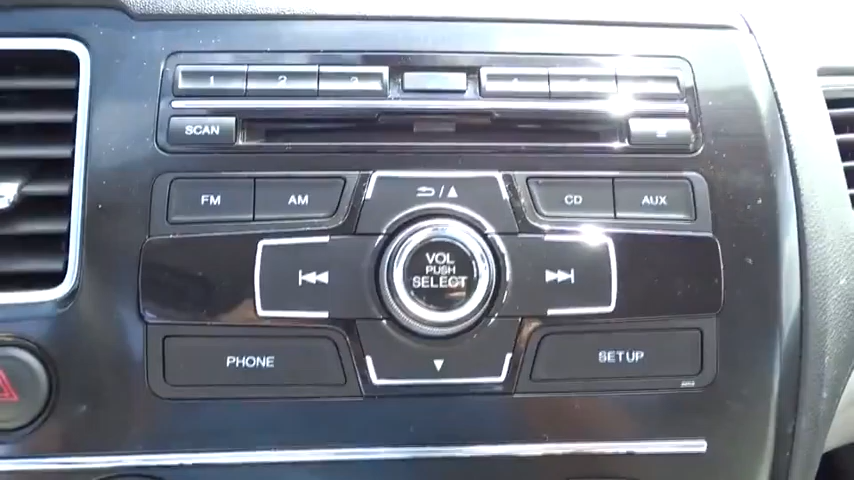 1 2 3
SCAN
FM AM CD AUX
VOL
PUSH
SELECT
PHONE SETUP